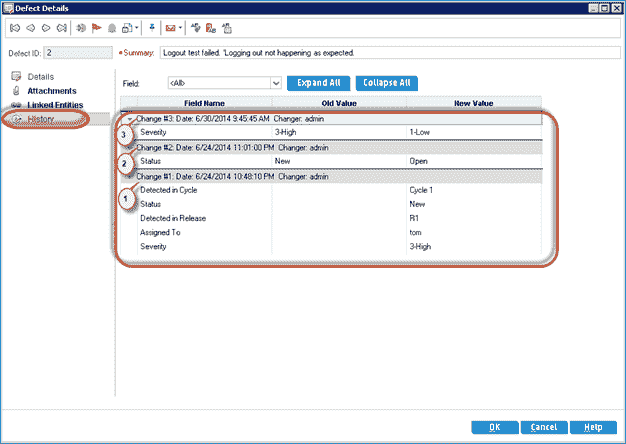 Defect Details
Defect ID: 2 *Summary: Logout test failed. 'Logging out not happening as expected.
Details
Attachments
Linked Entities
History
Field: <All> Expand All Collapse All
Field Name Old Value New Value
Change #3: Date: 6/30/2014 9:45:45 AM Changer: admin
3 Severity 3-High 1-Low
Change #2: Date: 6/24/2014 11:01:00 PM Changer: admin
2 Status New Open
Change #1: Date: 6/24/2014 10:48:10 PM Changer: admin
1 Detected in Cycle Cycle 1
Status New
Detected in Release R1
Assigned To tom
Severity 3-High
OK Cancel Help